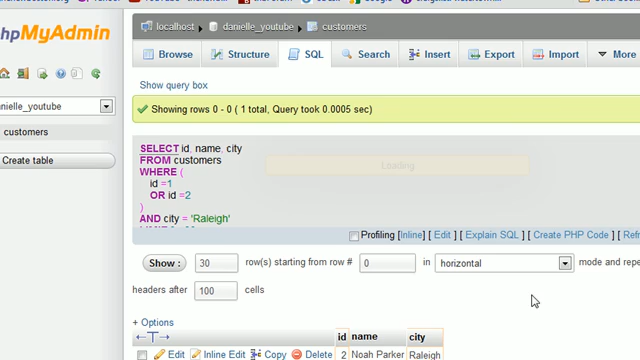 localhost danielle_youtube customers
phpMyAdmin
Browse Structure SQL Search Insert Export Import More
Show query box
danielle_youtube
Showing rows 0 - 0 ( 1 total, Query took 0.0005 sec)
customers
SELECT id, name, city
Create table
FROM customers
Loading
WHERE (
id =1
OR id =2
)
AND city = 'Raleigh'
Profiling [Inline] [ Edit ] [ Explain SQL ] [ Create PHP Code ] [ Refr
Show : 30 row(s) starting from row # 0 in horizontal mode and repe
headers after 100 cells
+ Options
←T→ id name city
Edit Inline Edit Copy Delete 2 Noah Parker Raleigh